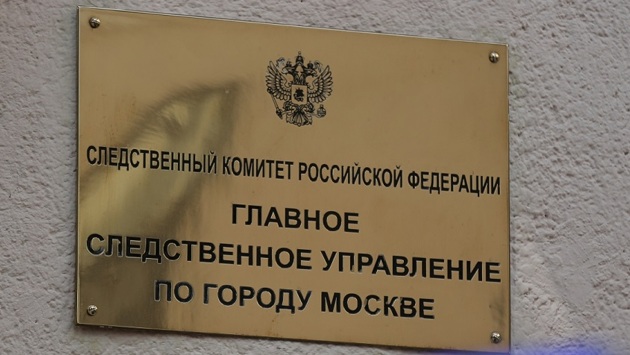 СЛЕДСТВЕННЫЙ КОМИТЕТ РОССИЙСКОЙ ФЕДЕРАЦИИ
ГЛАВНОЕ
СЛЕДСТВЕННОЕ УПРАВЛЕНИЕ
ПО ГОРОДУ МОСКВЕ